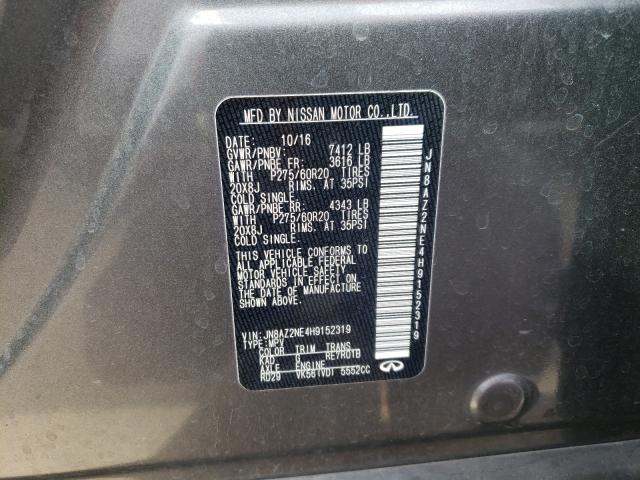 MFD BY NISSAN MOTOR CO.,LTD.
DATE: 10/16
GVWR/PNBV: 7412 LB
GAWR/PNBE FR: 3616 LB
WITH P275/60R20 TIRES
20X8J RIMS. AT 35PSI
COLD SINGLE.
GAWR/PNBE RR: 4343 LB
WITH P275/60R20 TIRES
20X8J RIMS. AT 35PSI
COLD SINGLE.
THIS VEHICLE CONFORMS TO
ALL APPLICABLE FEDERAL
MOTOR VEHICLE SAFETY
STANDARDS IN EFFECT ON
THE DATE OF MANUFACTURE
SHOWN ABOVE.
VIN: JN8AZ2NE4H9152319
TYPE: MPV
COLOR TRIM TRANS
KAD G RE7R01B
AXLE ENGINE
RD29 VK56(VD) 5552CC
JN8AZ2NE4H9152319